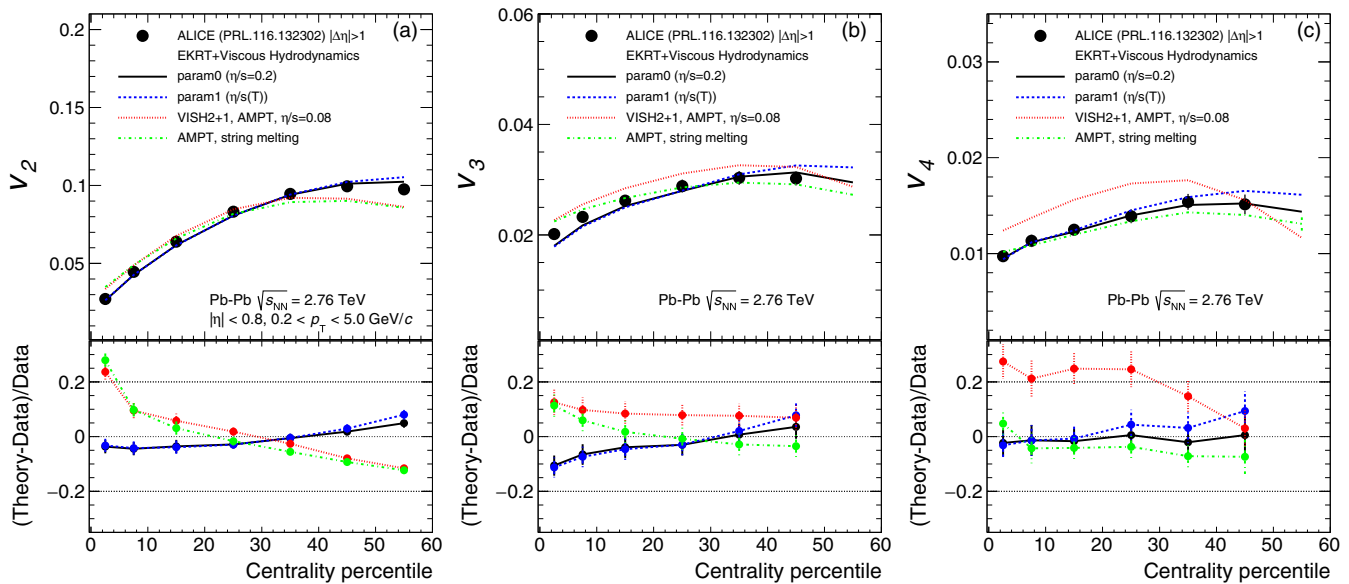 (a)
ALICE (PRL.116.132302) |Δη|>1
EKRT+Viscous Hydrodynamics
param0 (η/s=0.2)
param1 (η/s(T))
VISH2+1, AMPT, η/s=0.08
AMPT, string melting
v2
0.2
0.15
0.1
0.05
Pb-Pb √sNN = 2.76 TeV
|η| < 0.8, 0.2 < pT < 5.0 GeV/c
(Theory-Data)/Data
0.2
0
−0.2
0 10 20 30 40 50 60
Centrality percentile
(b)
ALICE (PRL.116.132302) |Δη|>1
EKRT+Viscous Hydrodynamics
param0 (η/s=0.2)
param1 (η/s(T))
VISH2+1, AMPT, η/s=0.08
AMPT, string melting
v3
0.06
0.04
0.02
Pb-Pb √sNN = 2.76 TeV
(Theory-Data)/Data
0.2
0
−0.2
0 10 20 30 40 50 60
Centrality percentile
(c)
ALICE (PRL.116.132302) |Δη|>1
EKRT+Viscous Hydrodynamics
param0 (η/s=0.2)
param1 (η/s(T))
VISH2+1, AMPT, η/s=0.08
AMPT, string melting
v4
0.03
0.02
0.01
Pb-Pb √sNN = 2.76 TeV
(Theory-Data)/Data
0.2
0
−0.2
0 10 20 30 40 50 60
Centrality percentile